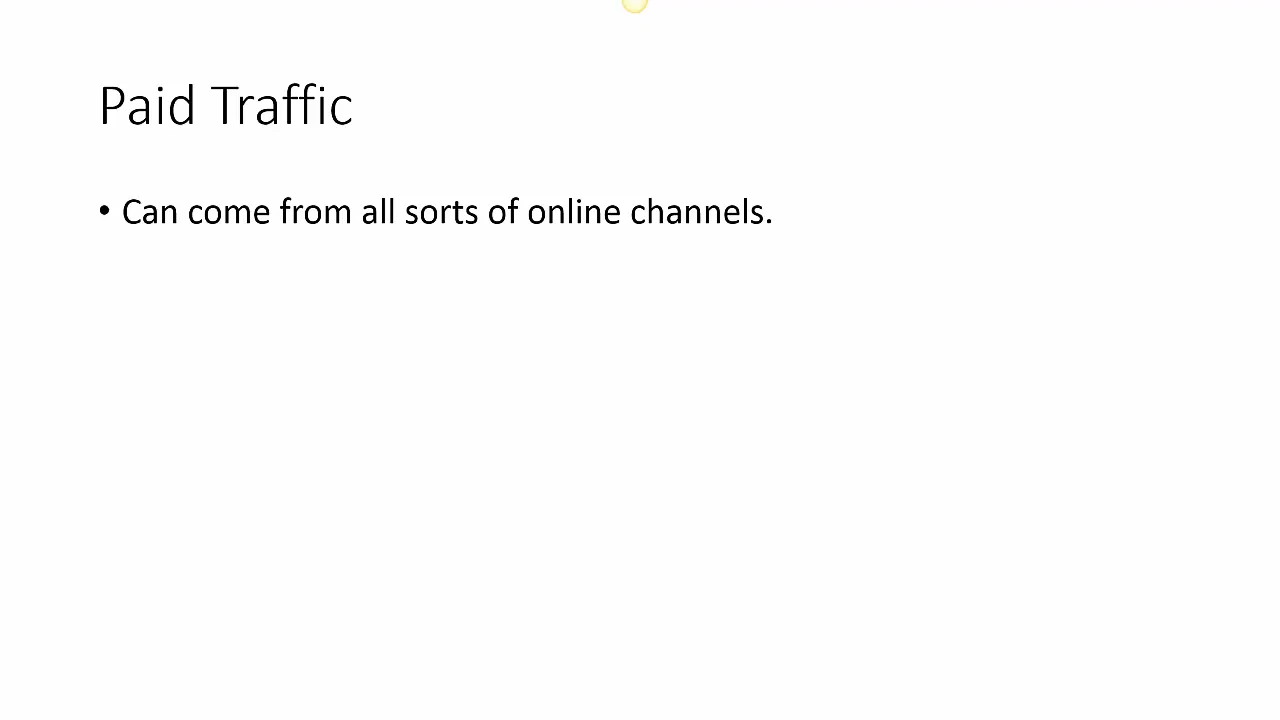 Paid Traffic
• Can come from all sorts of online channels.